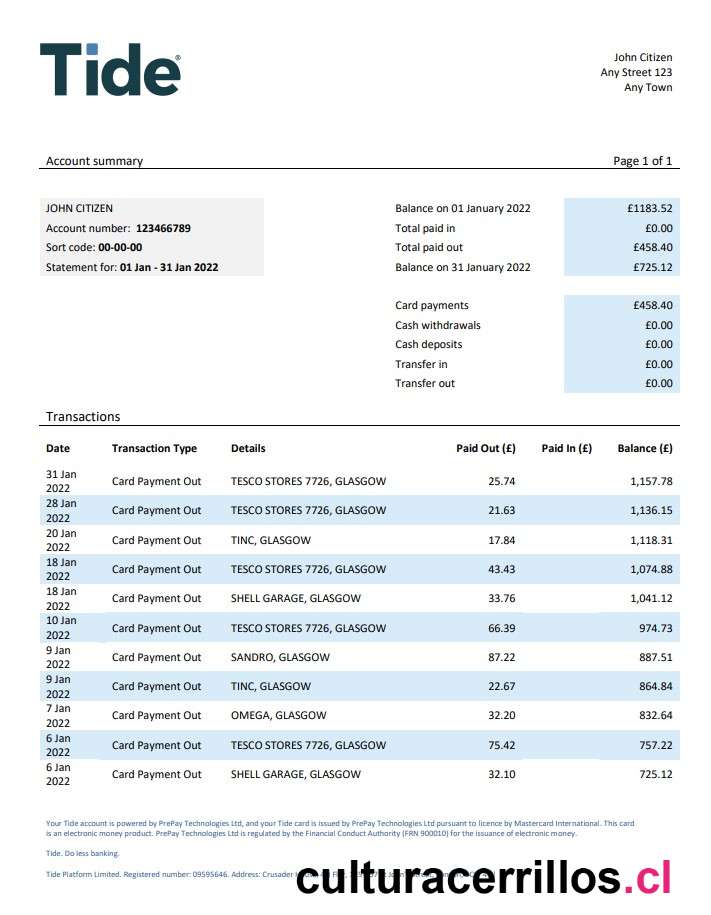 Tide®
John Citizen
Any Street 123
Any Town
Account summary Page 1 of 1
JOHN CITIZEN
Account number: 123466789
Sort code: 00-00-00
Statement for: 01 Jan - 31 Jan 2022
Balance on 01 January 2022 £1183.52
Total paid in £0.00
Total paid out £458.40
Balance on 31 January 2022 £725.12
Card payments £458.40
Cash withdrawals £0.00
Cash deposits £0.00
Transfer in £0.00
Transfer out £0.00
Transactions
Date Transaction Type Details Paid Out (£) Paid In (£) Balance (£)
31 Jan
2022 Card Payment Out TESCO STORES 7726, GLASGOW 25.74 1,157.78
28 Jan
2022 Card Payment Out TESCO STORES 7726, GLASGOW 21.63 1,136.15
20 Jan
2022 Card Payment Out TINC, GLASGOW 17.84 1,118.31
18 Jan
2022 Card Payment Out TESCO STORES 7726, GLASGOW 43.43 1,074.88
18 Jan
2022 Card Payment Out SHELL GARAGE, GLASGOW 33.76 1,041.12
10 Jan
2022 Card Payment Out TESCO STORES 7726, GLASGOW 66.39 974.73
9 Jan
2022 Card Payment Out SANDRO, GLASGOW 87.22 887.51
9 Jan
2022 Card Payment Out TINC, GLASGOW 22.67 864.84
7 Jan
2022 Card Payment Out OMEGA, GLASGOW 32.20 832.64
6 Jan
2022 Card Payment Out TESCO STORES 7726, GLASGOW 75.42 757.22
6 Jan
2022 Card Payment Out SHELL GARAGE, GLASGOW 32.10 725.12
Your Tide account is powered by PrePay Technologies Ltd, and your Tide card is issued by PrePay Technologies Ltd pursuant to licence by Mastercard International. This card
is an electronic money product. PrePay Technologies Ltd is regulated by the Financial Conduct Authority (FRN 900010) for the issuance of electronic money.
Tide. Do less banking.
Tide Platform Limited. Registered number: 09595646. Address: Crusader
culturacerrillos.cl